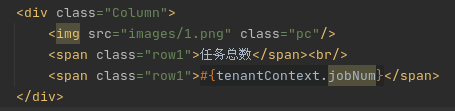 <div class="Column">
<img src="images/1.png" class="pc"/>
<span class="row1">任务总数</span><br/>
<span class="row1">#{tenantContext.jobNum}</span>
</div>